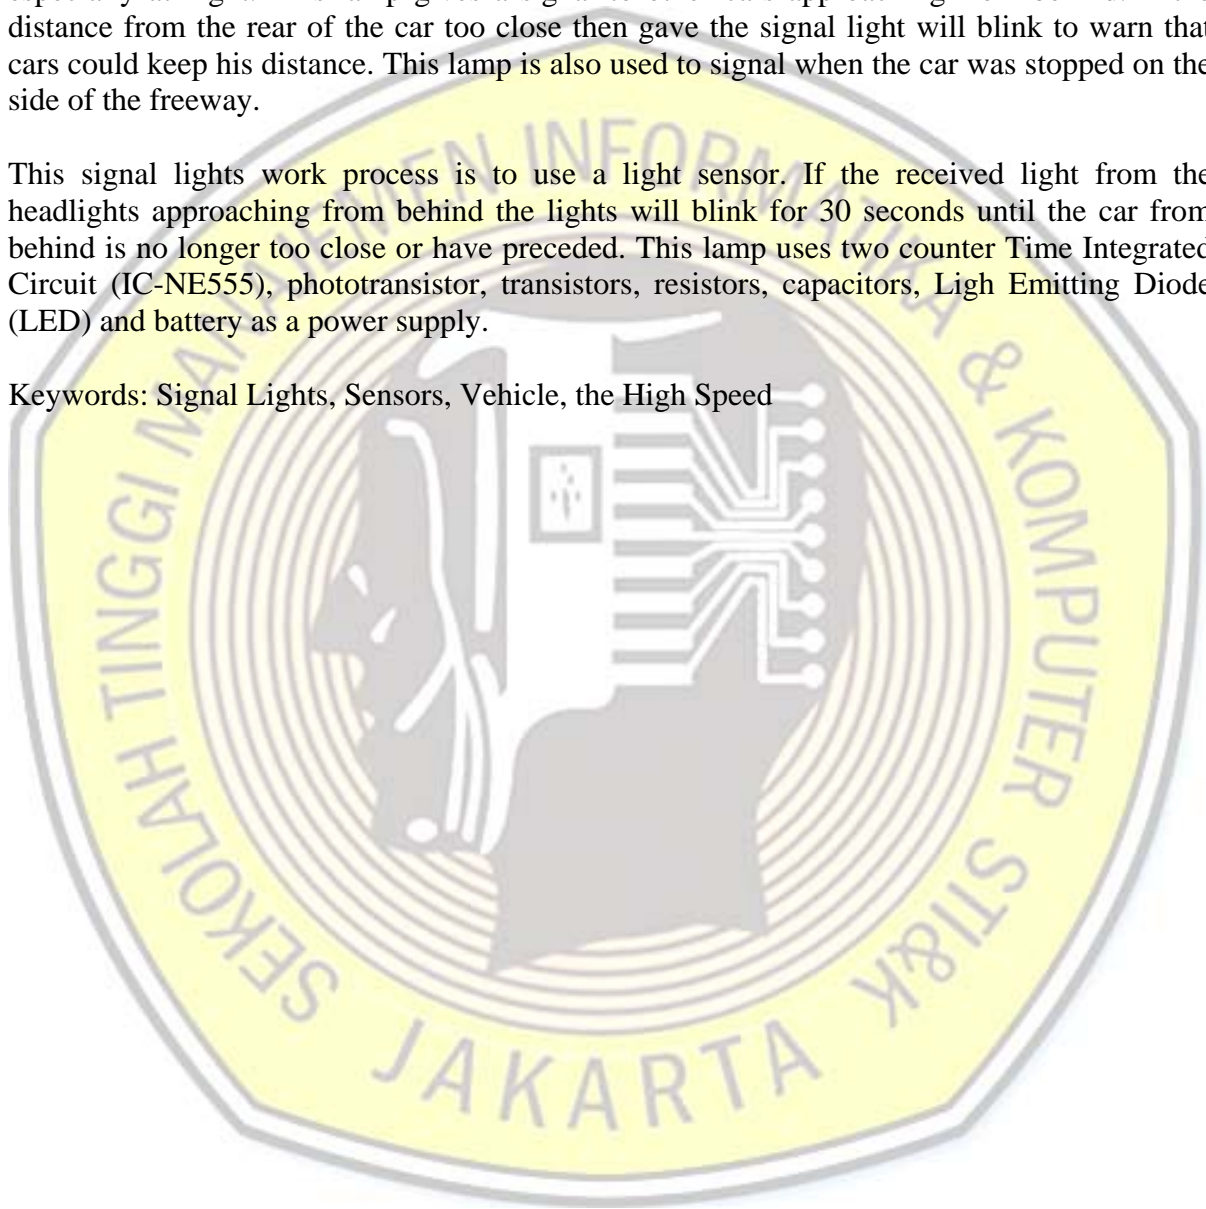 distance from the rear of the car too close then gave the signal light will blink to warn that
cars could keep his distance. This lamp is also used to signal when the car was stopped on the
side of the freeway.
This signal lights work process is to use a light sensor. If the received light from the
headlights approaching from behind the lights will blink for 30 seconds until the car from
behind is no longer too close or have preceded. This lamp uses two counter Time Integrated
Circuit (IC-NE555), phototransistor, transistors, resistors, capacitors, Ligh Emitting Diode
(LED) and battery as a power supply.
Keywords: Signal Lights, Sensors, Vehicle, the High Speed
SEKOLAH TINGGI MANAJEMEN INFORMATIKA & KOMPUTER STI&K
JAKARTA